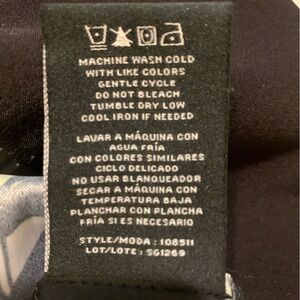 MACHINE WASH COLD
WITH LIKE COLORS
GENTLE CYCLE
DO NOT BLEACH
TUMBLE DRY LOW
COOL IRON IF NEEDED
LAVAR A MÁQUINA CON
AGUA FRÍA
CON COLORES SIMILARES
CICLO DELICADO
NO USAR BLANQUEADOR
SECAR A MÁQUINA CON
TEMPERATURA BAJA
PLANCHAR CON PLANCHA
FRÍA SI ES NECESARIO
STYLE/MODA : 108511
LOT/LOTE : SG1269